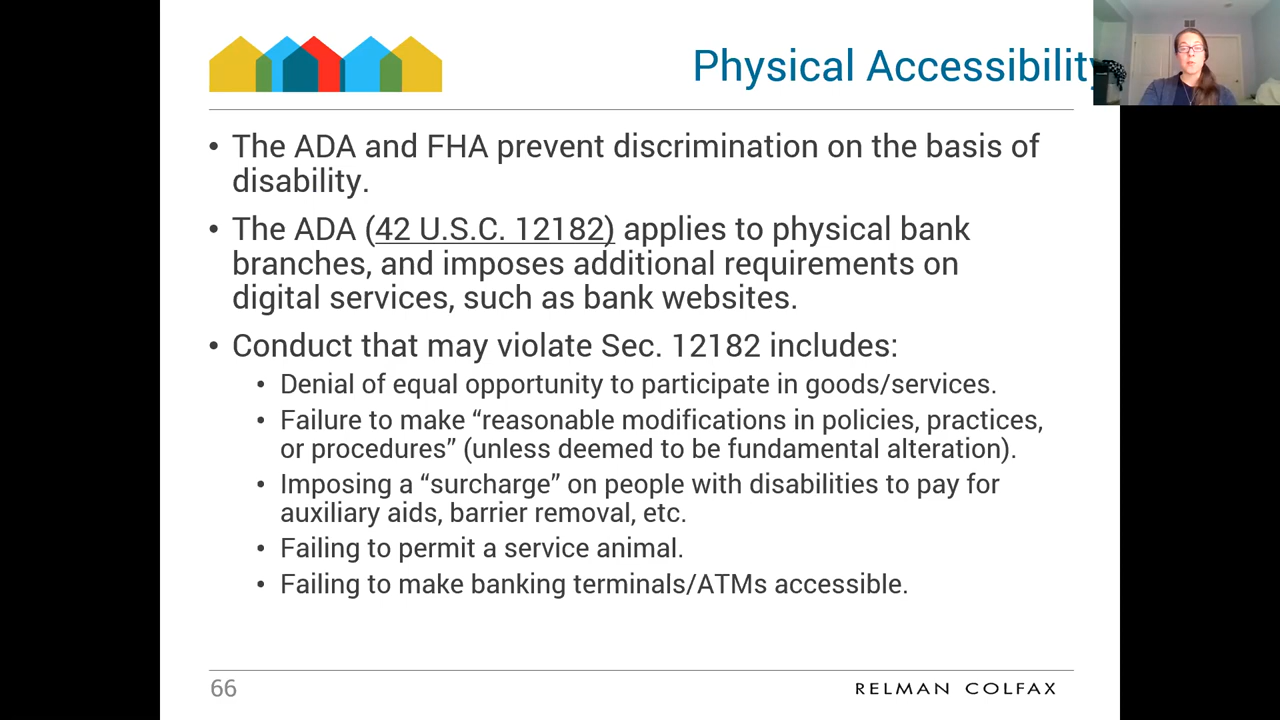 Physical Accessibility
• The ADA and FHA prevent discrimination on the basis of
disability.
• The ADA (42 U.S.C. 12182) applies to physical bank
branches, and imposes additional requirements on
digital services, such as bank websites.
• Conduct that may violate Sec. 12182 includes:
• Denial of equal opportunity to participate in goods/services.
• Failure to make “reasonable modifications in policies, practices,
or procedures” (unless deemed to be fundamental alteration).
• Imposing a “surcharge” on people with disabilities to pay for
auxiliary aids, barrier removal, etc.
• Failing to permit a service animal.
• Failing to make banking terminals/ATMs accessible.
66
RELMAN COLFAX